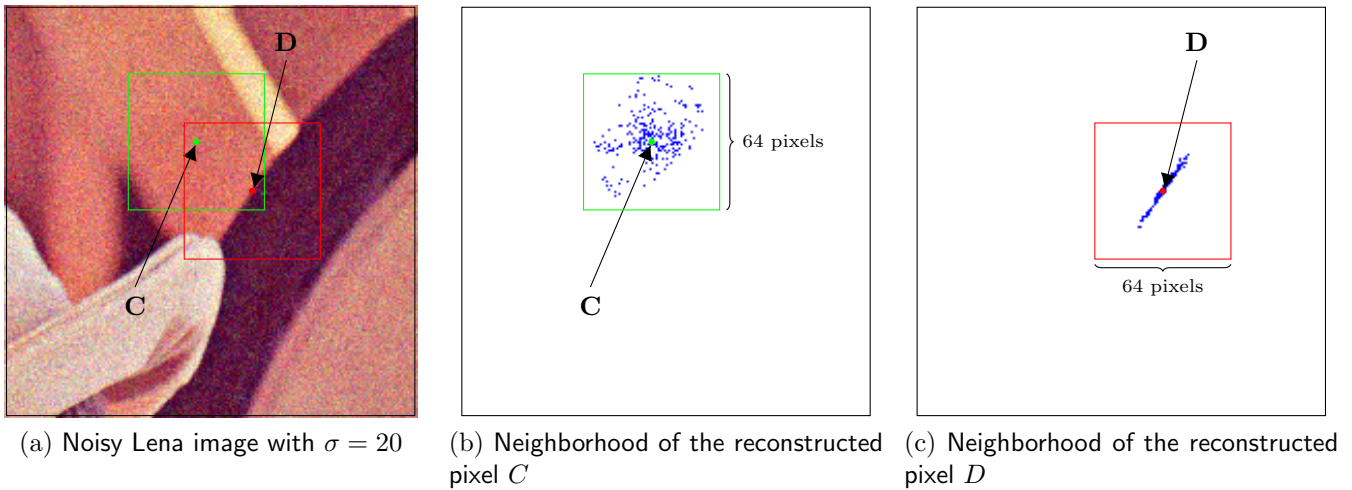 D
C
(a) Noisy Lena image with σ = 20
64 pixels
C
(b) Neighborhood of the reconstructed
pixel C
D
64 pixels
(c) Neighborhood of the reconstructed
pixel D